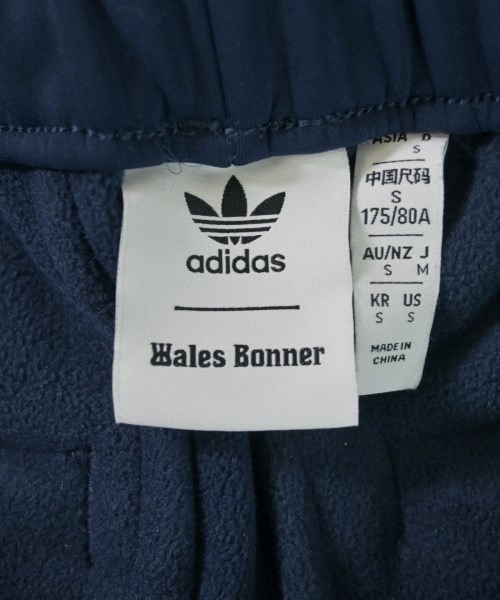 adidas
Wales Bonner
ASIA D
S
中国尺码
S
175/80A
AU/NZ J
S M
KR US
S S
MADE IN
CHINA